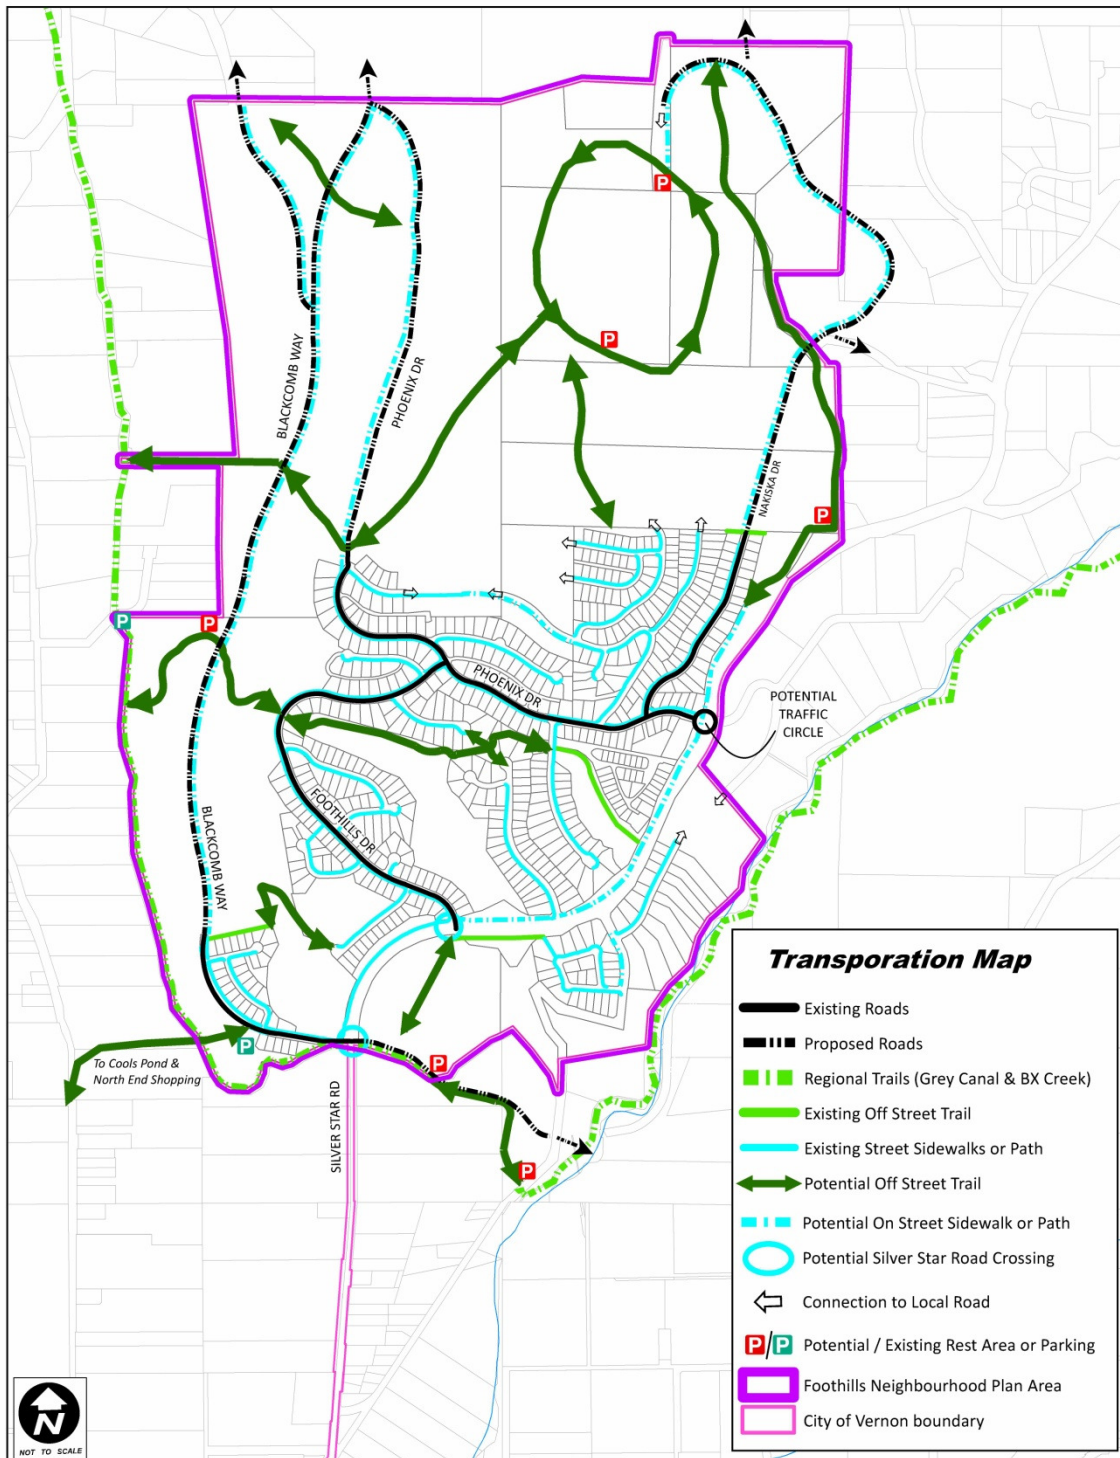 P
P
BLACKCOMB WAY
PHOENIX DR
NAKISKA DR
P
P
P
PHOENIX DR
POTENTIAL
TRAFFIC
CIRCLE
FOOTHILLS DR
BLACKCOMB WAY
P
To Cools Pond &
North End Shopping
P
SILVER STAR RD
P
Transporation Map
Existing Roads
Proposed Roads
Regional Trails (Grey Canal & BX Creek)
Existing Off Street Trail
Existing Street Sidewalks or Path
Potential Off Street Trail
Potential On Street Sidewalk or Path
Potential Silver Star Road Crossing
Connection to Local Road
P/P Potential / Existing Rest Area or Parking
Foothills Neighbourhood Plan Area
City of Vernon boundary
N
NOT TO SCALE